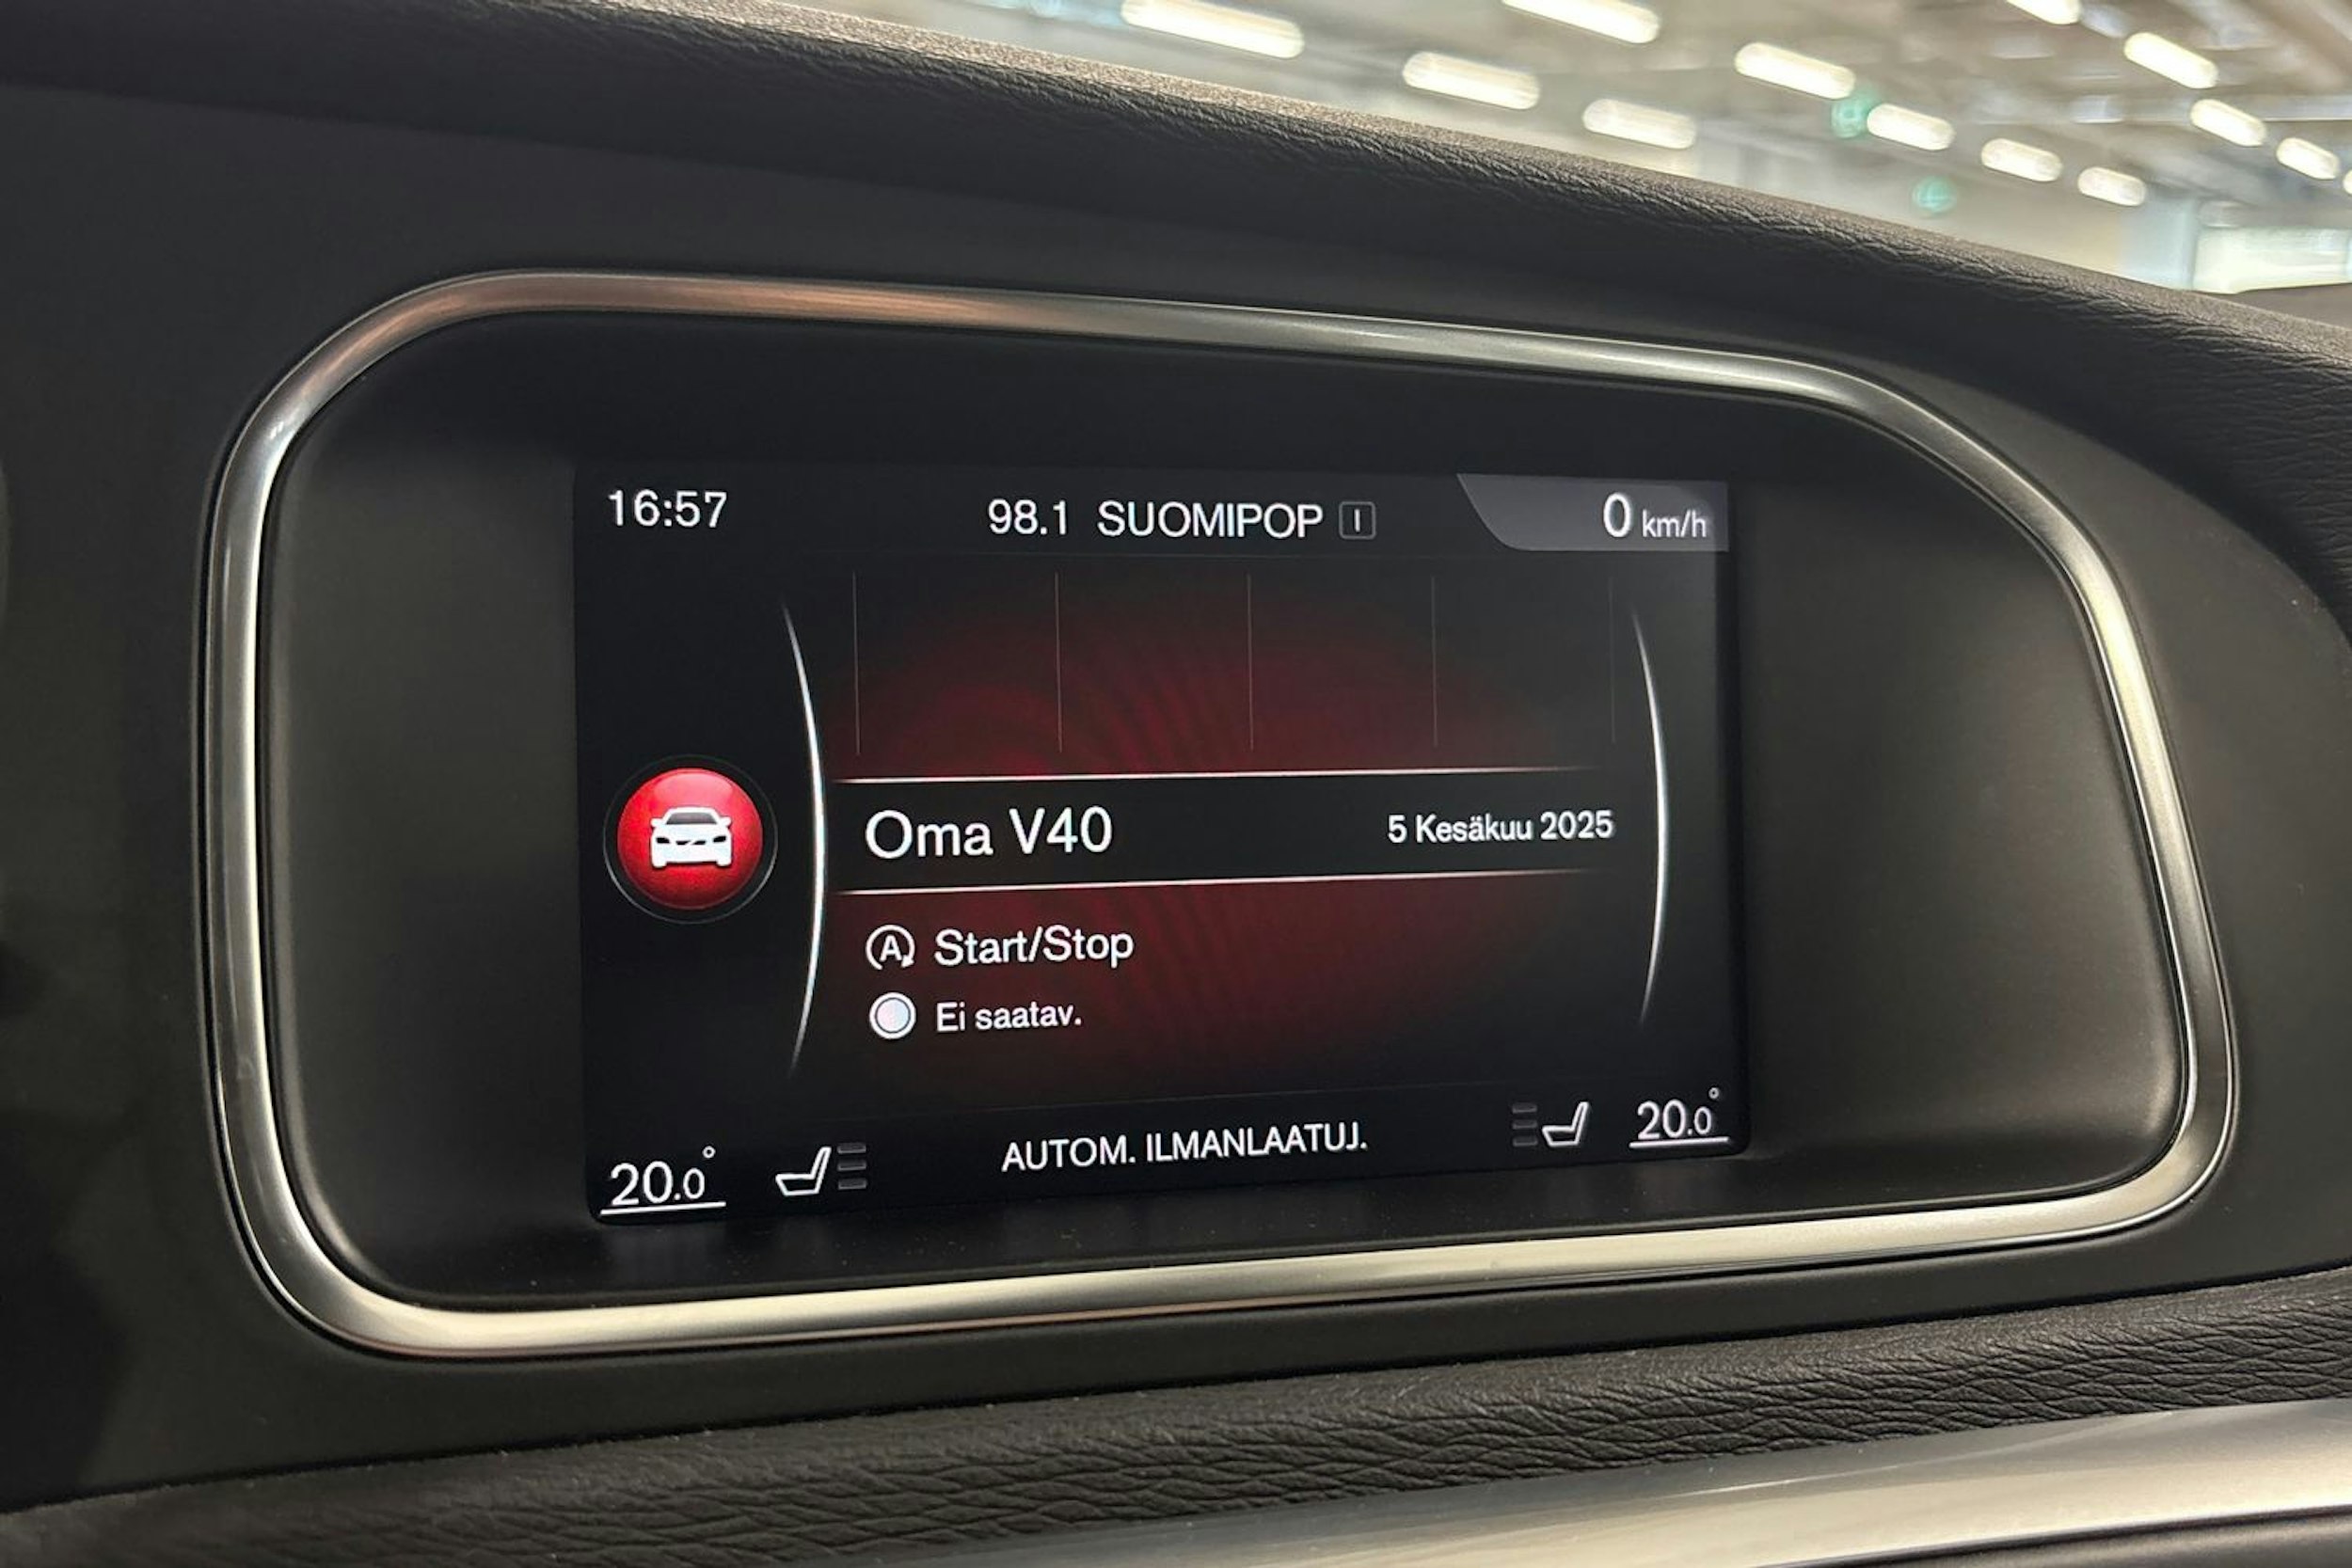 16:57
98.1 SUOMIPOP I
0 km/h
Oma V40
5 Kesäkuu 2025
A Start/Stop
Ei saatav.
20.0°
AUTOM. ILMANLAATUJ.
20.0°